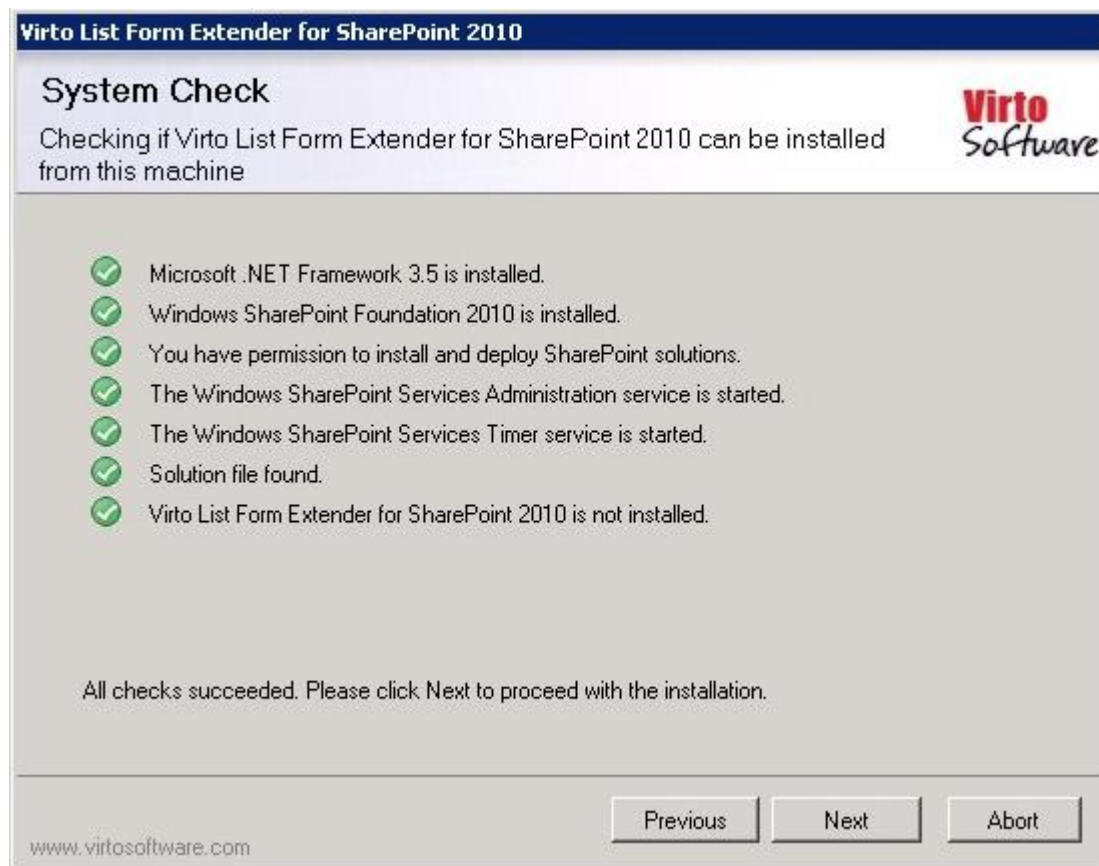 Virto List Form Extender for SharePoint 2010
System Check
Checking if Virto List Form Extender for SharePoint 2010 can be installed
from this machine
Virto
Software
Microsoft .NET Framework 3.5 is installed.
Windows SharePoint Foundation 2010 is installed.
You have permission to install and deploy SharePoint solutions.
The Windows SharePoint Services Administration service is started.
The Windows SharePoint Services Timer service is started.
Solution file found.
Virto List Form Extender for SharePoint 2010 is not installed.
All checks succeeded. Please click Next to proceed with the installation.
Previous Next Abort
www.virtosoftware.com